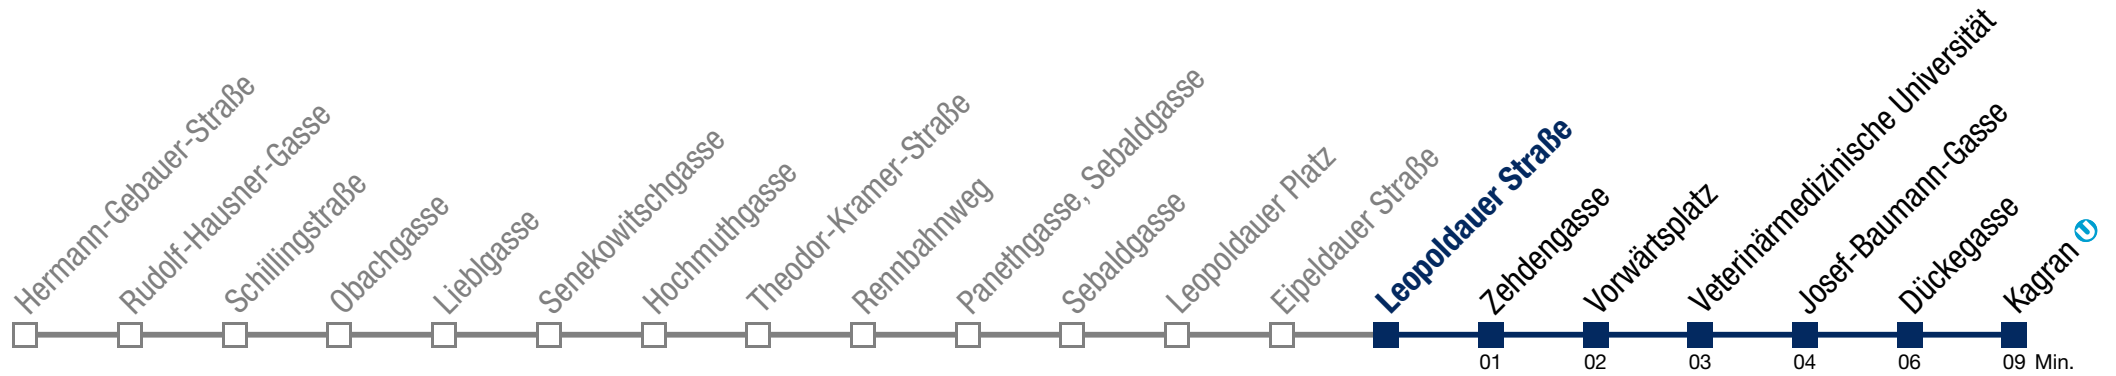 Hermann-Gebauer-Straße
Rudolf-Hausner-Gasse
Schillingstraße
Obachgasse
Lieblgasse
Senekowitschgasse
Hochmuthgasse
Theodor-Kramer-Straße
Rennbahnweg
Panethgasse, Sebaldgasse
Sebaldgasse
Leopoldauer Platz
Eipeldauer Straße
Leopoldauer Straße
Zehdengasse
Vorwärtsplatz
Veterinärmedizinische Universität
Josef-Baumann-Gasse
Dückegasse
Kagran U
01 02 03 04 06 09 Min.